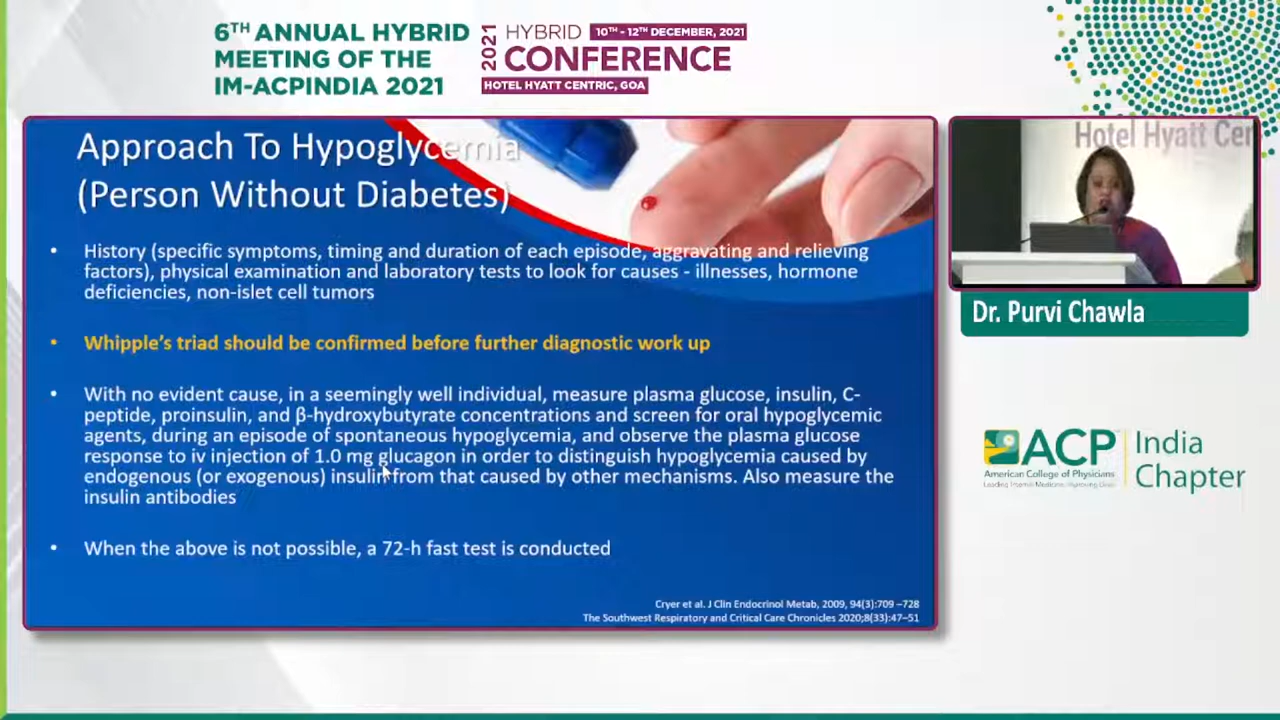 6TH ANNUAL HYBRID
MEETING OF THE
IM-ACPINDIA 2021
2021
HYBRID 10TH - 12TH DECEMBER, 2021
CONFERENCE
HOTEL HYATT CENTRIC, GOA
Approach To Hypoglycemia
(Person Without Diabetes)
• History (specific symptoms, timing and duration of each episode, aggravating and relieving
factors), physical examination and laboratory tests to look for causes - illnesses, hormone
deficiencies, non-islet cell tumors
• Whipple's triad should be confirmed before further diagnostic work up
• With no evident cause, in a seemingly well individual, measure plasma glucose, insulin, C-
peptide, proinsulin, and β-hydroxybutyrate concentrations and screen for oral hypoglycemic
agents, during an episode of spontaneous hypoglycemia, and observe the plasma glucose
response to iv injection of 1.0 mg glucagon in order to distinguish hypoglycemia caused by
endogenous (or exogenous) insulin from that caused by other mechanisms. Also measure the
insulin antibodies
• When the above is not possible, a 72-h fast test is conducted
Cryer et al. J Clin Endocrinol Metab, 2009, 94(3):709 –728
The Southwest Respiratory and Critical Care Chronicles 2020;8(33):47–51
Hotel Hyatt Cen
Dr. Purvi Chawla
ACP
American College of Physicians
Leading Internal Medicine, Improving Lives
India
Chapter